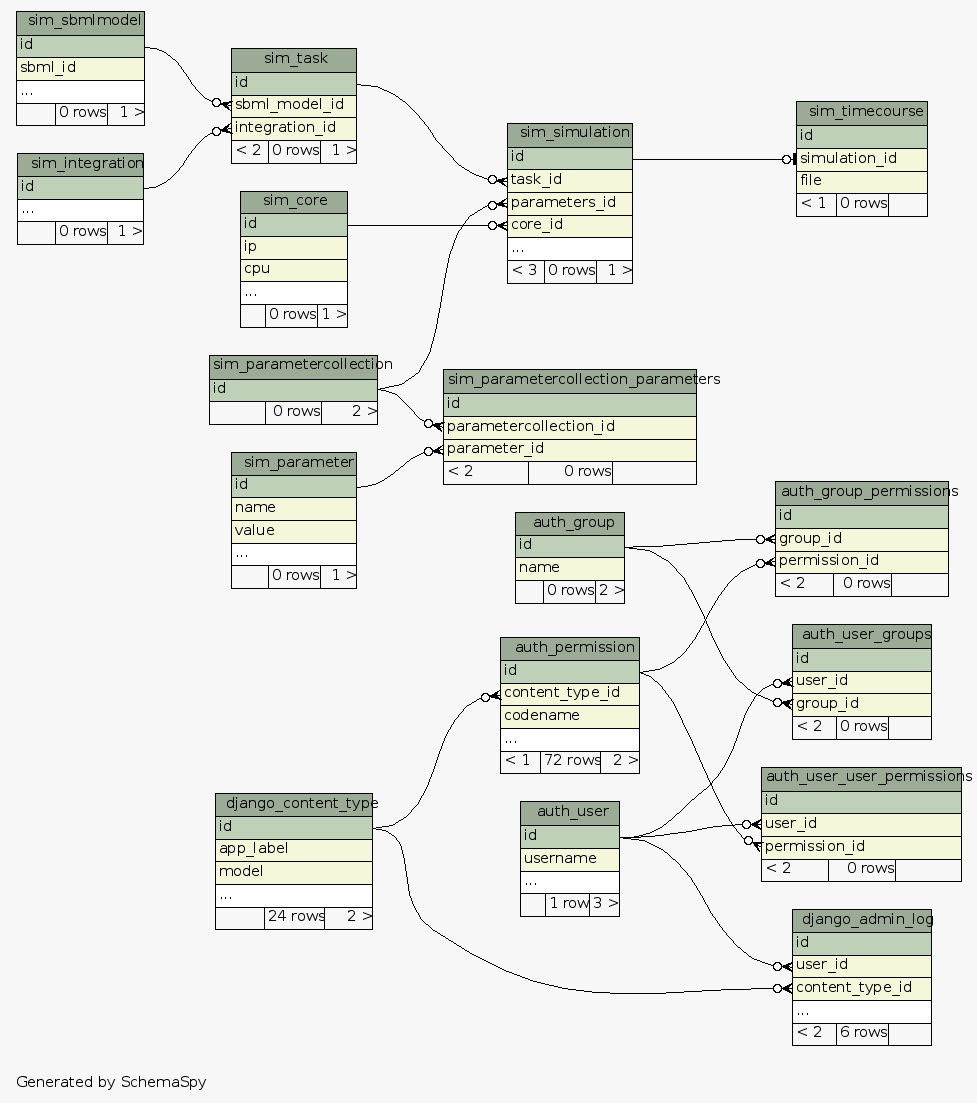 sim_sbmlmodel
id
sbml_id
...
0 rows 1 >
sim_integration
id
...
0 rows 1 >
sim_task
id
sbml_model_id
integration_id
< 2 0 rows 1 >
sim_core
id
ip
cpu
...
0 rows 1 >
sim_simulation
id
task_id
parameters_id
core_id
...
< 3 0 rows 1 >
sim_timecourse
id
simulation_id
file
< 1 0 rows
sim_parametercollection
id
0 rows 2 >
sim_parametercollection_parameters
id
parametercollection_id
parameter_id
< 2 0 rows
sim_parameter
id
name
value
...
0 rows 1 >
auth_group
id
name
0 rows 2 >
auth_group_permissions
id
group_id
permission_id
< 2 0 rows
auth_permission
id
content_type_id
codename
...
< 1 72 rows 2 >
auth_user_groups
id
user_id
group_id
< 2 0 rows
django_content_type
id
app_label
model
...
24 rows 2 >
auth_user
id
username
...
1 row 3 >
auth_user_user_permissions
id
user_id
permission_id
< 2 0 rows
django_admin_log
id
user_id
content_type_id
...
< 2 6 rows
Generated by SchemaSpy